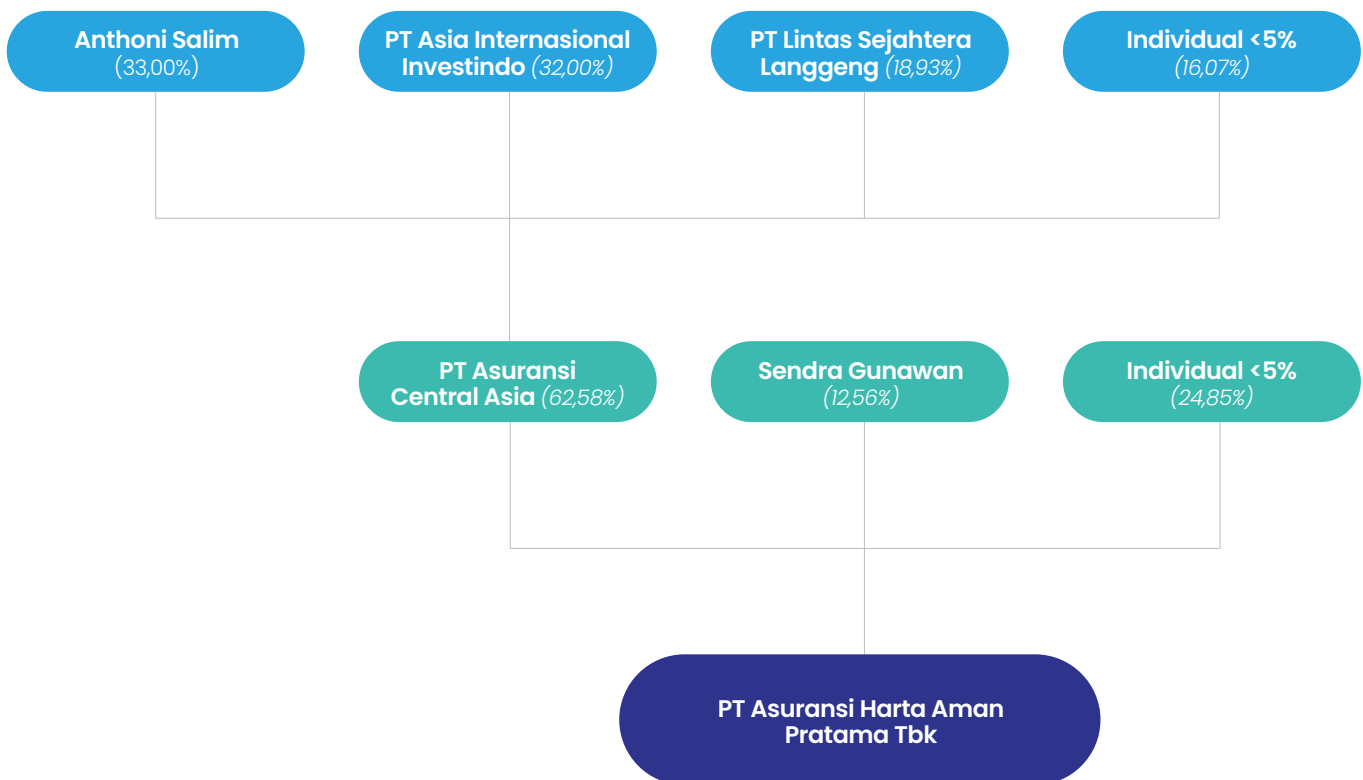 Anthoni Salim
(33,00%)
PT Asia Internasional
Investindo (32,00%)
PT Lintas Sejahtera
Langgeng (18,93%)
Individual <5%
(16,07%)
PT Asuransi
Central Asia (62,58%)
Sendra Gunawan
(12,56%)
Individual <5%
(24,85%)
PT Asuransi Harta Aman
Pratama Tbk